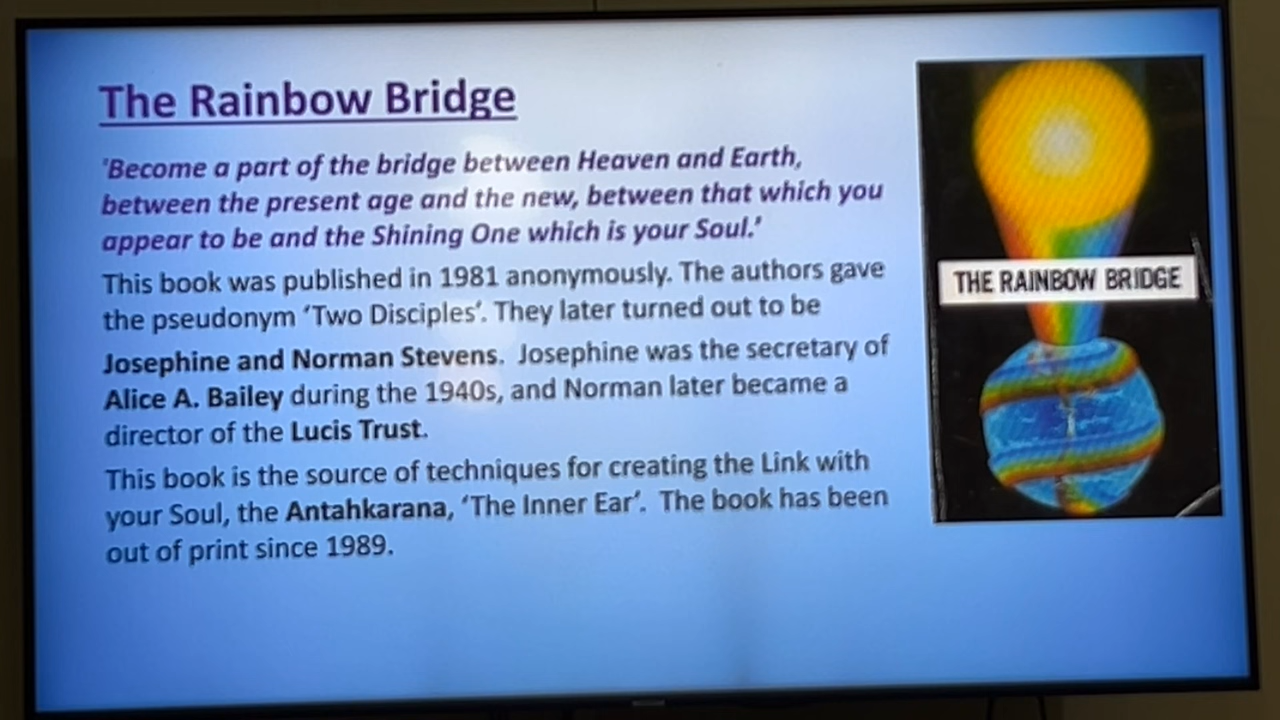 The Rainbow Bridge
'Become a part of the bridge between Heaven and Earth,
between the present age and the new, between that which you
appear to be and the Shining One which is your Soul.'
This book was published in 1981 anonymously. The authors gave
the pseudonym 'Two Disciples'. They later turned out to be
Josephine and Norman Stevens. Josephine was the secretary of
Alice A. Bailey during the 1940s, and Norman later became a
director of the Lucis Trust.
This book is the source of techniques for creating the Link with
your Soul, the Antahkarana, 'The Inner Ear'. The book has been
out of print since 1989.
THE RAINBOW BRIDGE